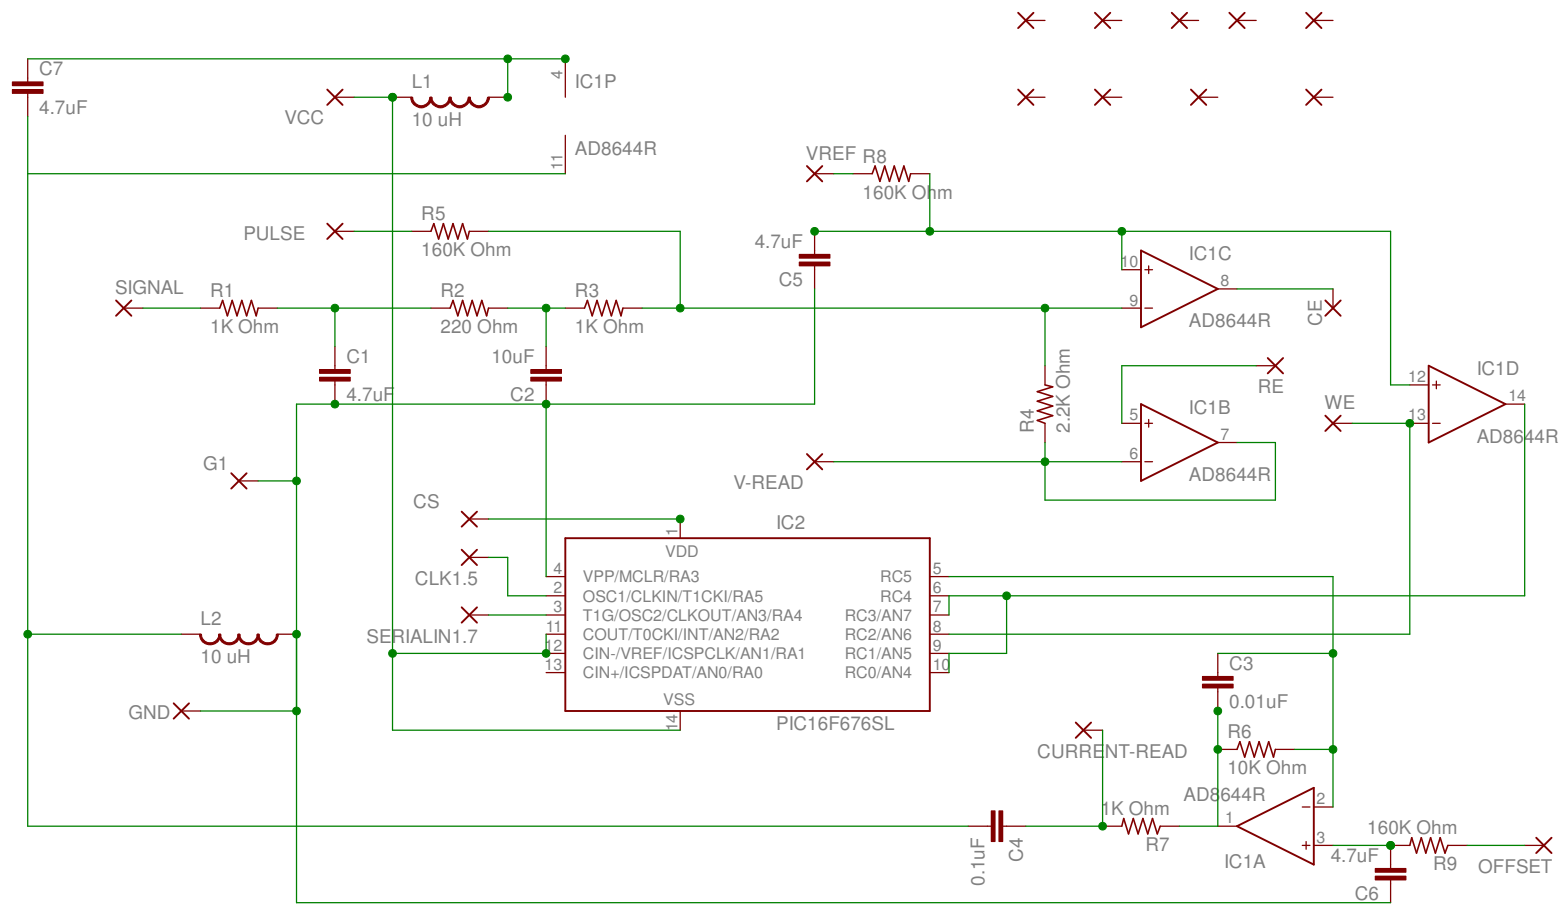 C7
4.7uF
VCC
L1
10 uH
4
IC1P
11
AD8644R
VREF
R8
160K Ohm
PULSE
R5
160K Ohm
4.7uF
C5
SIGNAL
R1
1K Ohm
R2
220 Ohm
R3
1K Ohm
10
9
IC1C
8
AD8644R
CE
C1
4.7uF
10uF
C2
R4
2.2K Ohm
RE
5
6
IC1B
7
AD8644R
WE
12
13
IC1D
14
AD8644R
G1
V-READ
CS
CLK1.5
SERIALIN1.7
IC2
1
VDD
4
VPP/MCLR/RA3
RC5
5
2
OSC1/CLKIN/T1CKI/RA5
RC4
6
3
T1G/OSC2/CLKOUT/AN3/RA4
RC3/AN7
7
11
COUT/T0CKI/INT/AN2/RA2
RC2/AN6
8
12
CIN-/VREF/ICSPCLK/AN1/RA1
RC1/AN5
9
13
CIN+/ICSPDAT/AN0/RA0
RC0/AN4
10
VSS
14
PIC16F676SL
L2
10 uH
GND
C3
0.01uF
CURRENT-READ
R6
10K Ohm
AD8644R
2
1
3
IC1A
1K Ohm
R7
0.1uF
C4
160K Ohm
R9
4.7uF
C6
OFFSET